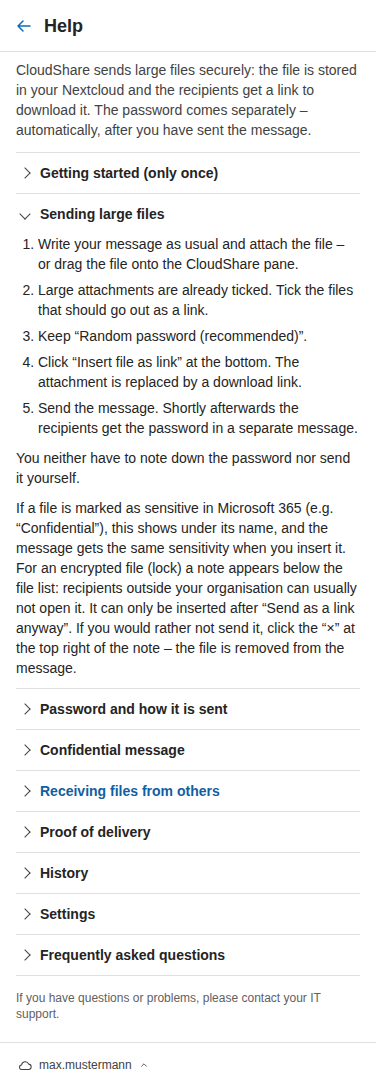 Help
CloudShare sends large files securely: the file is stored
in your Nextcloud and the recipients get a link to
download it. The password comes separately –
automatically, after you have sent the message.
Getting started (only once)
Sending large files
1. Write your message as usual and attach the file –
or drag the file onto the CloudShare pane.
2. Large attachments are already ticked. Tick the files
that should go out as a link.
3. Keep “Random password (recommended)”.
4. Click “Insert file as link” at the bottom. The
attachment is replaced by a download link.
5. Send the message. Shortly afterwards the
recipients get the password in a separate message.
You neither have to note down the password nor send
it yourself.
If a file is marked as sensitive in Microsoft 365 (e.g.
“Confidential”), this shows under its name, and the
message gets the same sensitivity when you insert it.
For an encrypted file (lock) a note appears below the
file list: recipients outside your organisation can usually
not open it. It can only be inserted after “Send as a link
anyway”. If you would rather not send it, click the “×” at
the top right of the note – the file is removed from the
message.
Password and how it is sent
Confidential message
Receiving files from others
Proof of delivery
History
Settings
Frequently asked questions
If you have questions or problems, please contact your IT
support.
max.mustermann